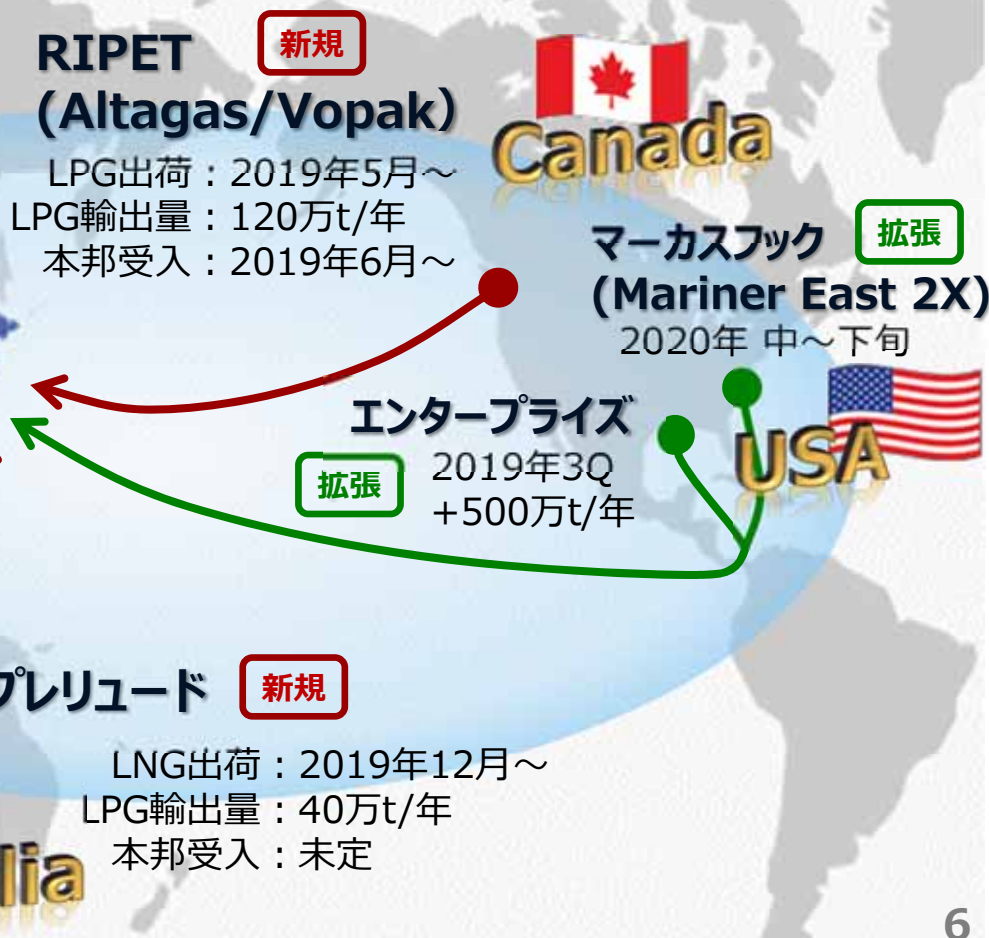 RIPET 新規
(Altagas/Vopak）
LPG出荷：2019年5月～
LPG輸出量：120万t/年
本邦受入：2019年6月～
Canada
マーカスフック 拡張
(Mariner East 2X)
2020年 中～下旬
USA
エンタープライズ
拡張
2019年3Q
+500万t/年
プレリュード 新規
LNG出荷：2019年12月～
LPG輸出量：40万t/年
本邦受入：未定
lia
6